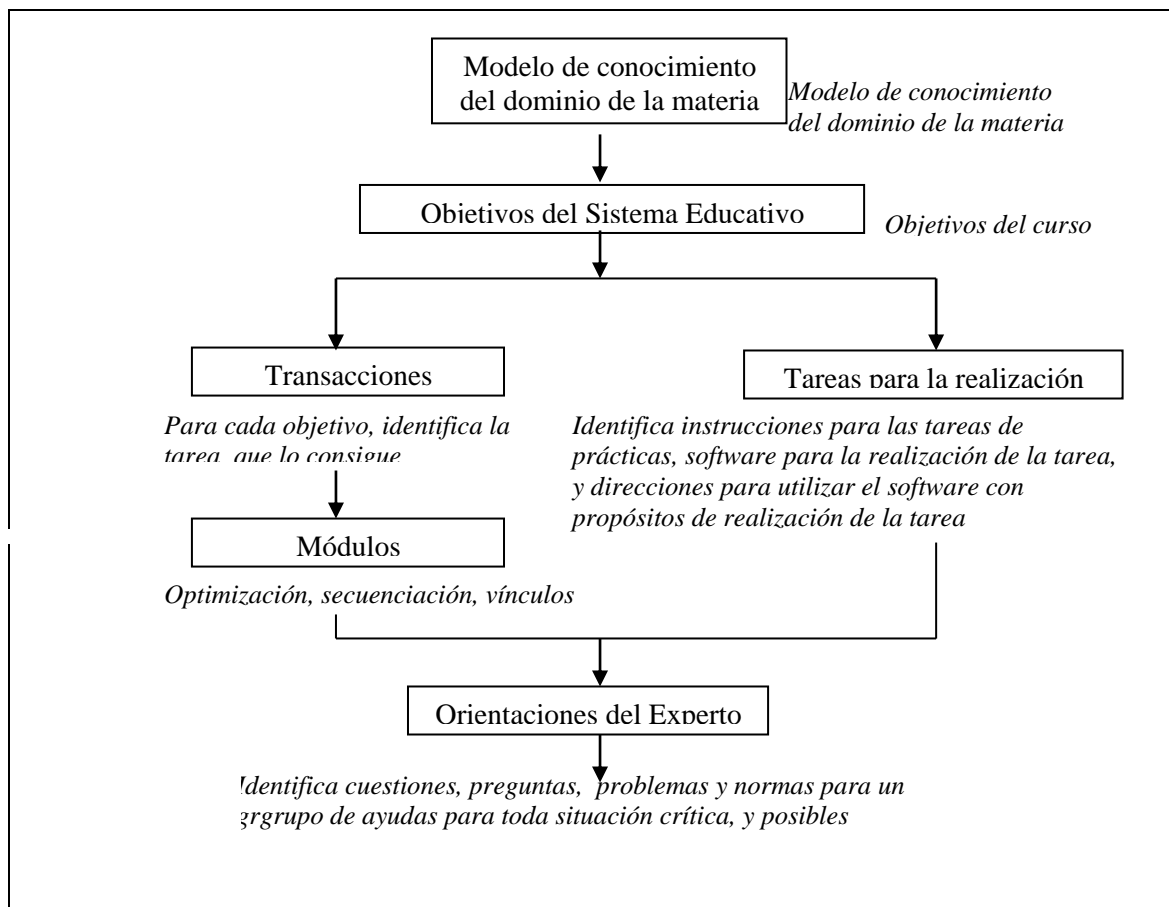 Modelo de conocimiento
del dominio de la materia
Modelo de conocimiento
del dominio de la materia
Objetivos del Sistema Educativo
Objetivos del curso
Transacciones
Para cada objetivo, identifica la
tarea, que lo consigue
Tareas para la realización
Identifica instrucciones para las tareas de
prácticas, software para la realización de la tarea,
y direcciones para utilizar el software con
propósitos de realización de la tarea
Módulos
Optimización, secuenciación, vínculos
Orientaciones del Experto
Identifica cuestiones, preguntas, problemas y normas para un
grgrupo de ayudas para toda situación crítica, y posibles